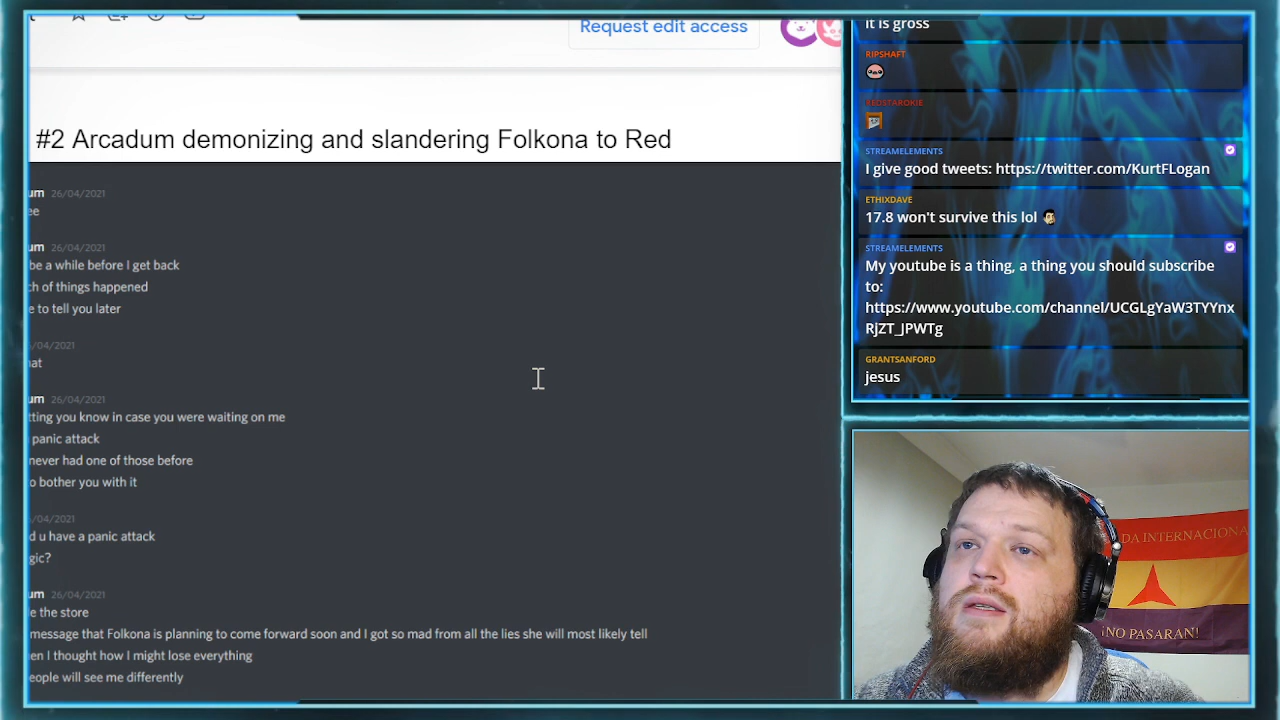 Request edit access
#2 Arcadum demonizing and slandering Folkona to Red
um 26/04/2021
ee
um 26/04/2021
be a while before I get back
ch of things happened
e to tell you later
/04/2021
hat
um 26/04/2021
tting you know in case you were waiting on me
panic attack
never had one of those before
o bother you with it
/04/2021
d u have a panic attack
gic?
um 26/04/2021
e the store
message that Folkona is planning to come forward soon and I got so mad from all the lies she will most likely tell
en I thought how I might lose everything
eople will see me differently
it is gross
RIPSHAFT
REDSTAROKIE
STREAMELEMENTS
I give good tweets: https://twitter.com/KurtFLogan
ETHIXDAVE
17.8 won't survive this lol
STREAMELEMENTS
My youtube is a thing, a thing you should subscribe
to:
https://www.youtube.com/channel/UCGLgYaW3TYYnx
RjZT_JPWTg
GRANTSANFORD
jesus
DA INTERNACIONA
¡NO PASARAN!